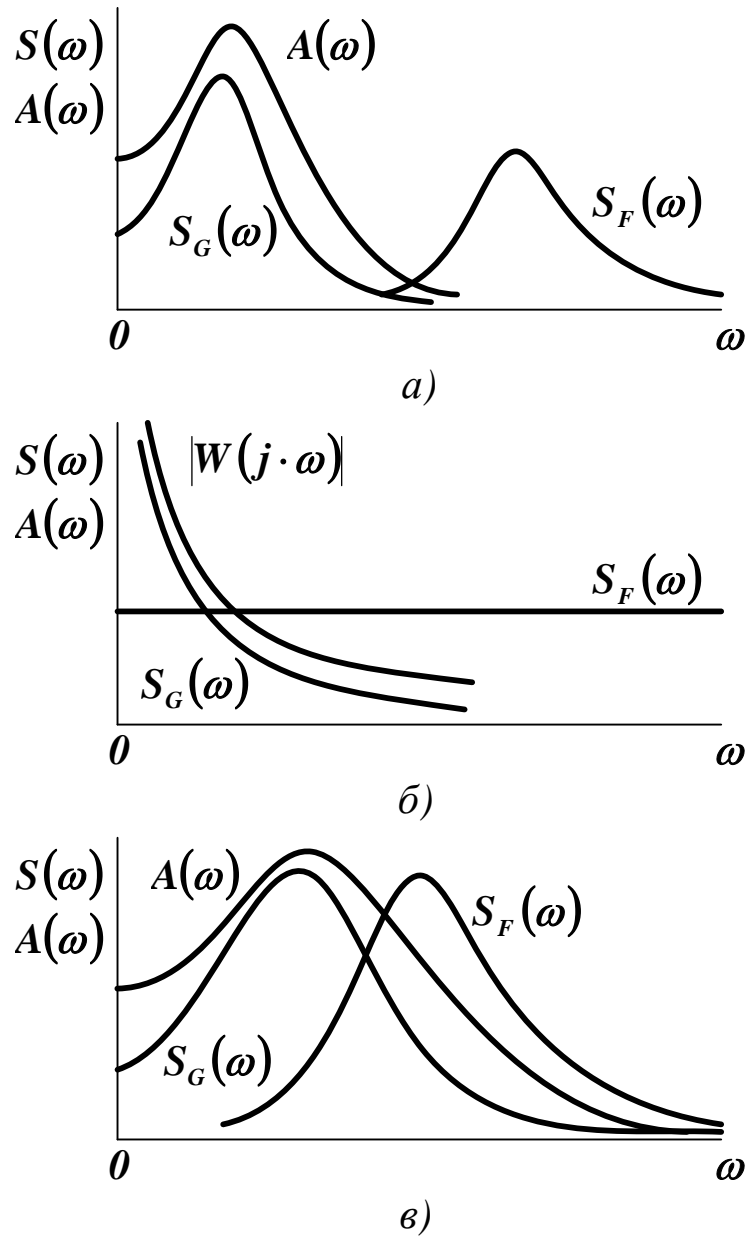 S(ω) A(ω)
A(ω)
S_G(ω) S_F(ω)
0 ω
а)
S(ω) |W(j·ω)|
A(ω)
S_F(ω)
S_G(ω)
0 ω
б)
S(ω) A(ω)
A(ω) S_F(ω)
S_G(ω)
0 ω
в)